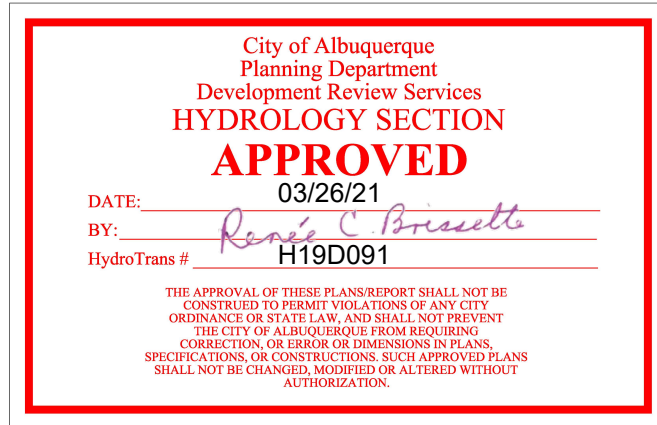 City of Albuquerque
Planning Department
Development Review Services
HYDROLOGY SECTION
APPROVED
DATE: 03/26/21
BY: Renée C. Brissette
HydroTrans # H19D091
THE APPROVAL OF THESE PLANS/REPORT SHALL NOT BE
CONSTRUED TO PERMIT VIOLATIONS OF ANY CITY
ORDINANCE OR STATE LAW, AND SHALL NOT PREVENT
THE CITY OF ALBUQUERQUE FROM REQUIRING
CORRECTION, OR ERROR OR DIMENSIONS IN PLANS,
SPECIFICATIONS, OR CONSTRUCTIONS. SUCH APPROVED PLANS
SHALL NOT BE CHANGED, MODIFIED OR ALTERED WITHOUT
AUTHORIZATION.